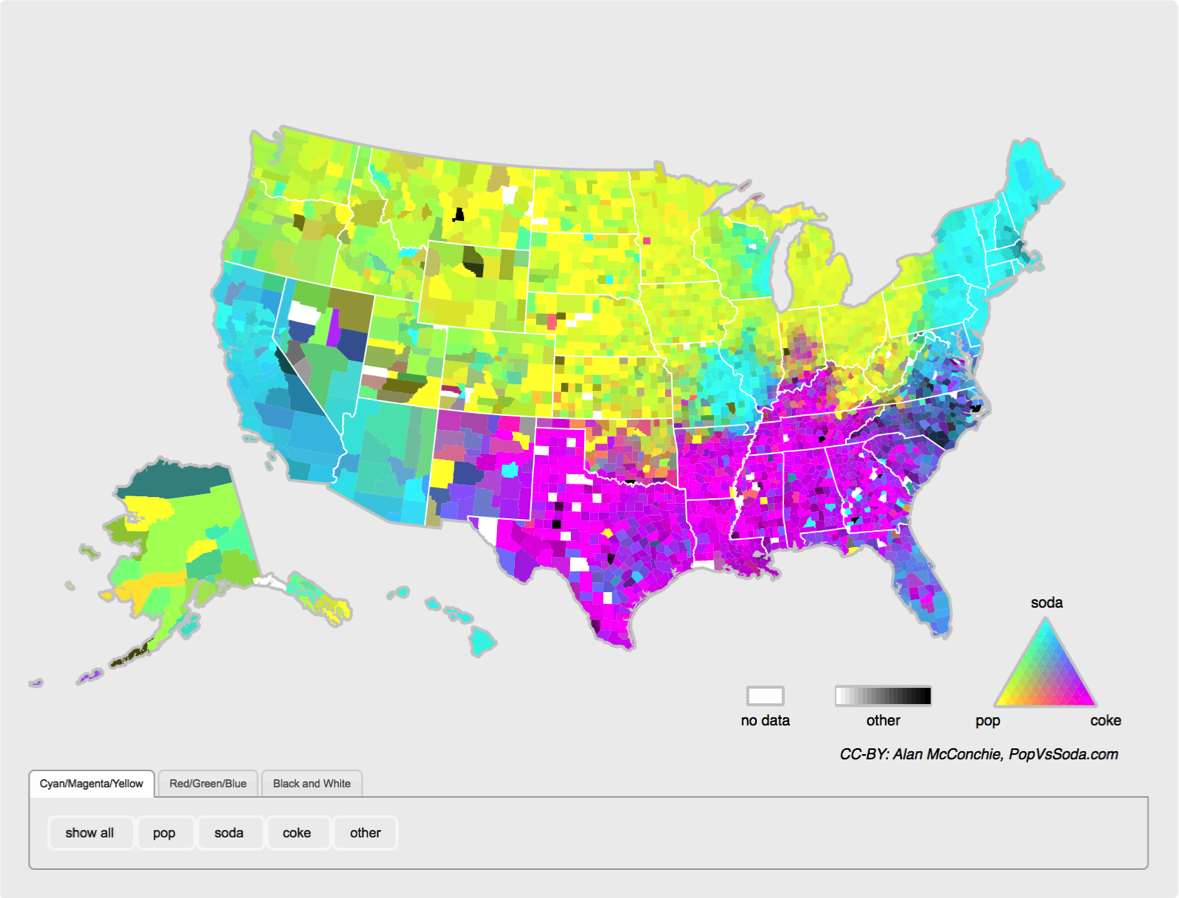 soda
pop
coke
no data
other
CC-BY: Alan McConchie, PopVsSoda.com
Cyan/Magenta/Yellow
Red/Green/Blue
Black and White
show all
pop
soda
coke
other